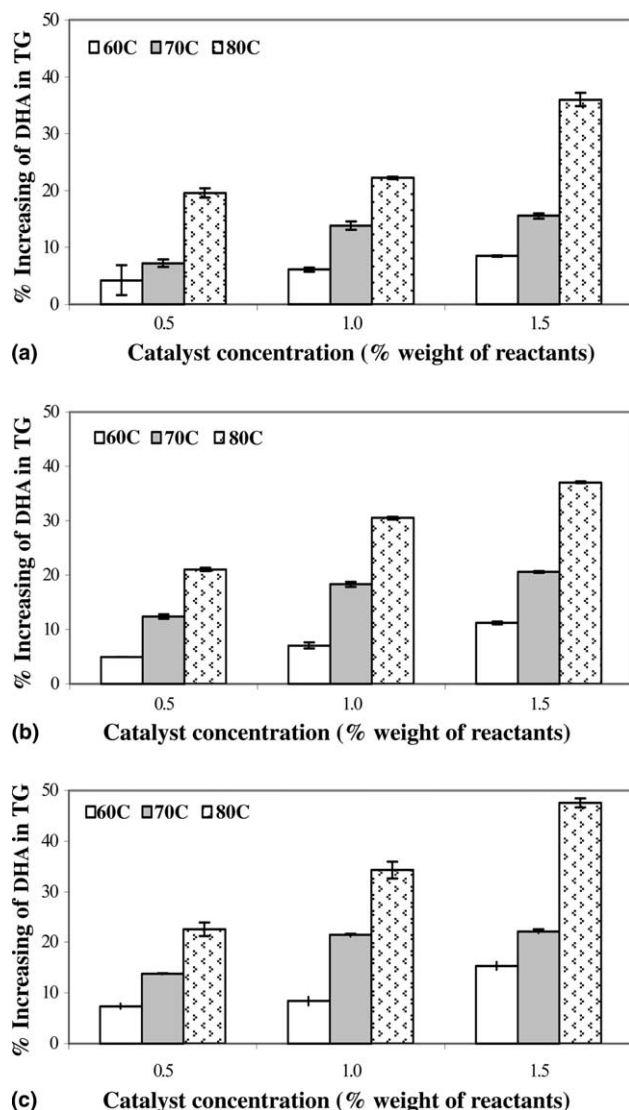 50
40
30
20
10
0
% Increasing of DHA in TG
60C 70C 80C
0.5 1.0 1.5
(a) Catalyst concentration (% weight of reactants)
50
40
30
20
10
0
% Increasing of DHA in TG
60C 70C 80C
0.5 1.0 1.5
(b) Catalyst concentration (% weight of reactants)
50
40
30
20
10
0
% Increasing of DHA in TG
60C 70C 80C
0.5 1.0 1.5
(c) Catalyst concentration (% weight of reactants)